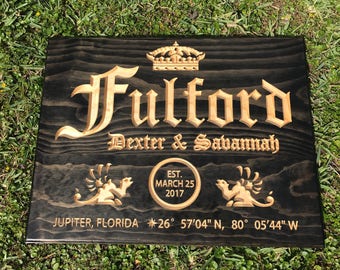 Fulford
Dexter & Savannah
EST.
MARCH 25
2017
JUPITER, FLORIDA ✳26° 57'04" N, 80° 05'44" W